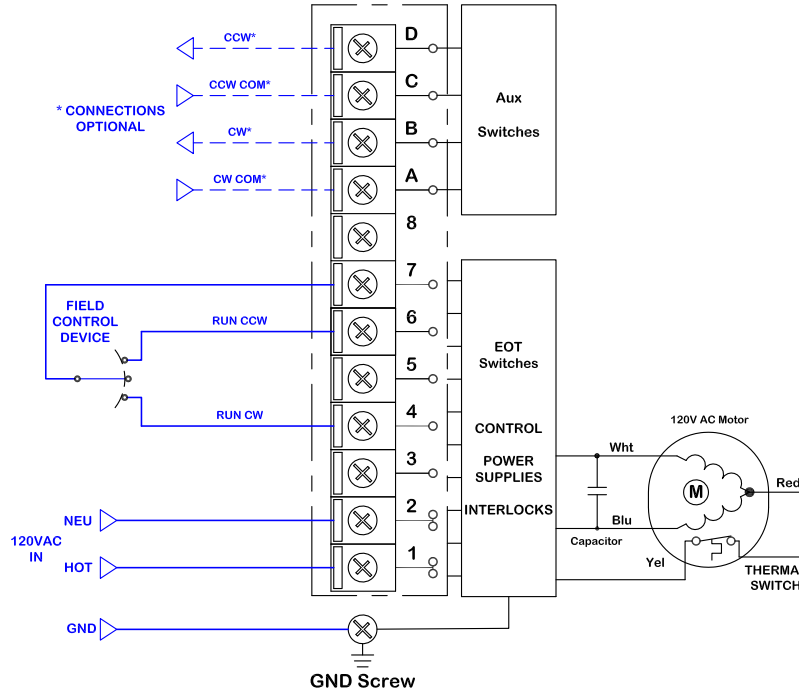 CCW*
D
CCW COM*
C
* CONNECTIONS
OPTIONAL
CW*
B
CW COM*
A
Aux
Switches
8
7
FIELD
CONTROL
DEVICE
RUN CCW
6
5
RUN CW
4
3
NEU
2
120VAC
IN
HOT
1
GND
GND Screw
EOT
Switches
CONTROL
POWER
SUPPLIES
INTERLOCKS
Wht
Blu
Capacitor
Yel
120V AC Motor
M
Red
THERMA
SWITCH